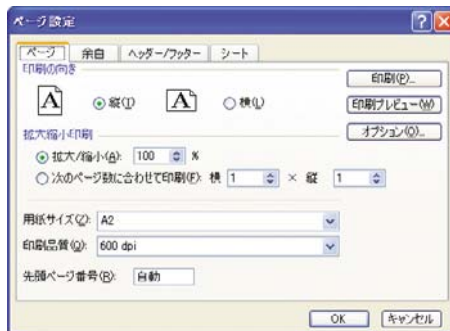 ページ設定
ページ 余白 ヘッダー/フッター シート
印刷の向き
A 縦(T) A 横(L)
印刷(P)...
印刷プレビュー(W)
オプション(O)...
拡大縮小印刷
拡大/縮小(A): 100 %
次のページ数に合わせて印刷(F): 横 1 × 縦 1
用紙サイズ(Z): A2
印刷品質(Q): 600 dpi
先頭ページ番号(R): 自動
OK キャンセル